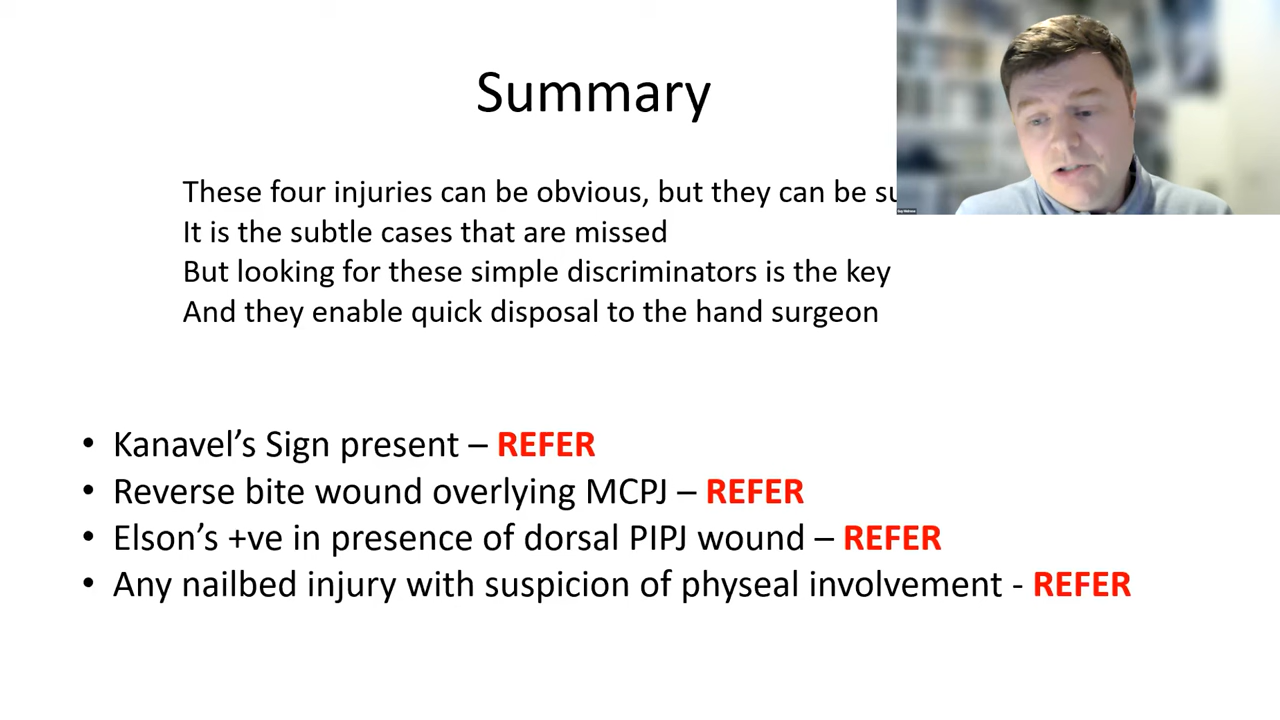 Summary
These four injuries can be obvious, but they can be
It is the subtle cases that are missed
But looking for these simple discriminators is the key
And they enable quick disposal to the hand surgeon
• Kanavel’s Sign present – REFER
• Reverse bite wound overlying MCPJ – REFER
• Elson’s +ve in presence of dorsal PIPJ wound – REFER
• Any nailbed injury with suspicion of physeal involvement - REFER